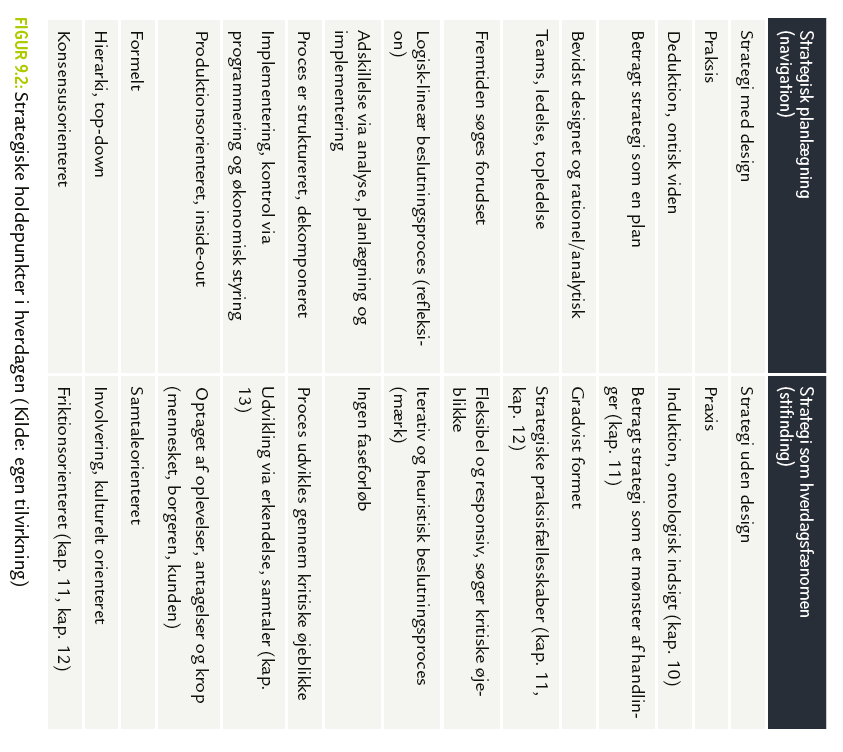 Strategisk planlægning
(navigation)
Strategi som hverdagsfænomen
(stifinding)
Strategi med design
Strategi uden design
Praksis
Praxis
Deduktion, ontisk viden
Induktion, ontologisk indsigt (kap. 10)
Betragt strategi som en plan
Betragt strategi som et mønster af handlin-
ger (kap. 11)
Bevidst designet og rationel/analytisk
Gradvist formet
Teams, ledelse, topledelse
Strategiske praksisfællesskaber (kap. 11,
kap. 12)
Fremtiden søges forudset
Fleksibel og responsiv, søger kritiske øje-
blikke
Logisk-lineær beslutningsproces (refleksi-
on)
Iterativ og heuristisk beslutningsproces
(mærk)
Adskillelse via analyse, planlægning og
implementering
Ingen faseforløb
Proces er struktureret, dekomponeret
Proces udvikles gennem kritiske øjeblikke
Implementering, kontrol via
programmering og økonomisk styring
Udvikling via erkendelse, samtaler (kap.
13)
Produktionsorienteret, inside-out
Optaget af oplevelser, antagelser og krop
(mennesket, borgeren, kunden)
Formelt
Samtaleorienteret
Hierarki, top-down
Involvering, kulturelt orienteret
Konsensusorienteret
Friktionsorienteret (kap. 11, kap. 12)
FIGUR 9.2: Strategiske holdepunkter i hverdagen (Kilde: egen tilvirkning)